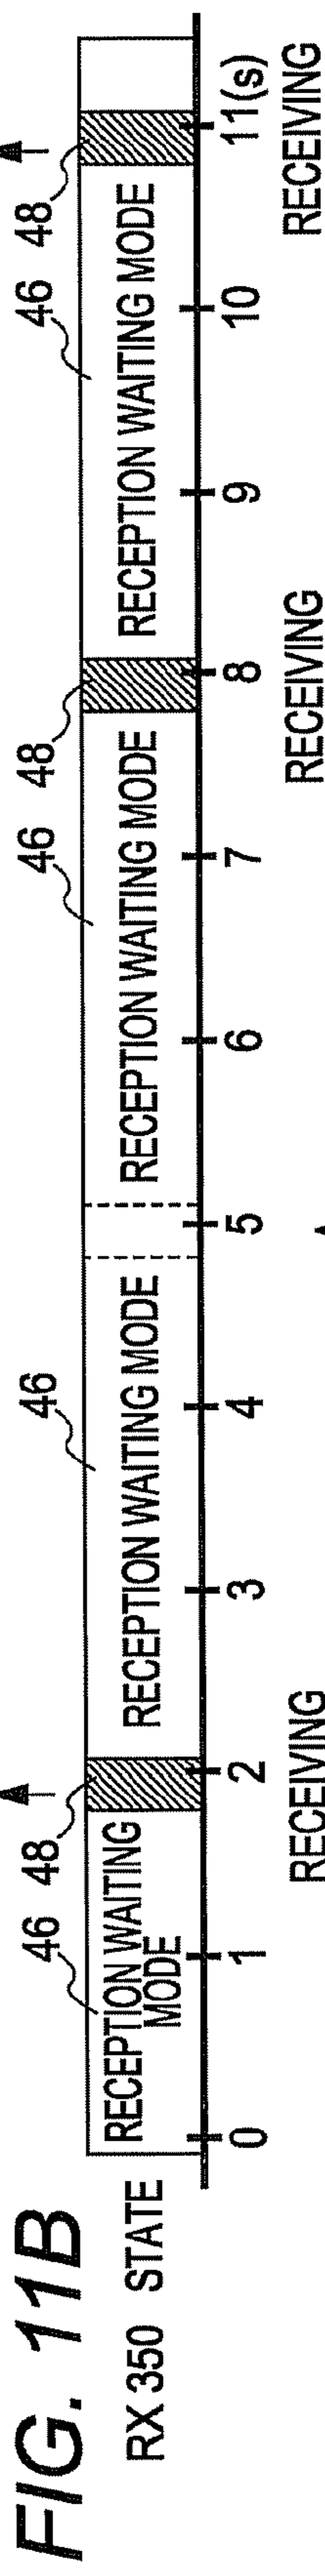 FIG. 11B
46
48
46
46
48
46
48
RX 350 STATE
RECEPTION WAITING
MODE
RECEPTION WAITING MODE
RECEPTION WAITING MODE
RECEPTION WAITING MODE
0
1
2
3
4
5
6
7
8
9
10
11(s)
RECEIVING
RECEIVING
RECEIVING